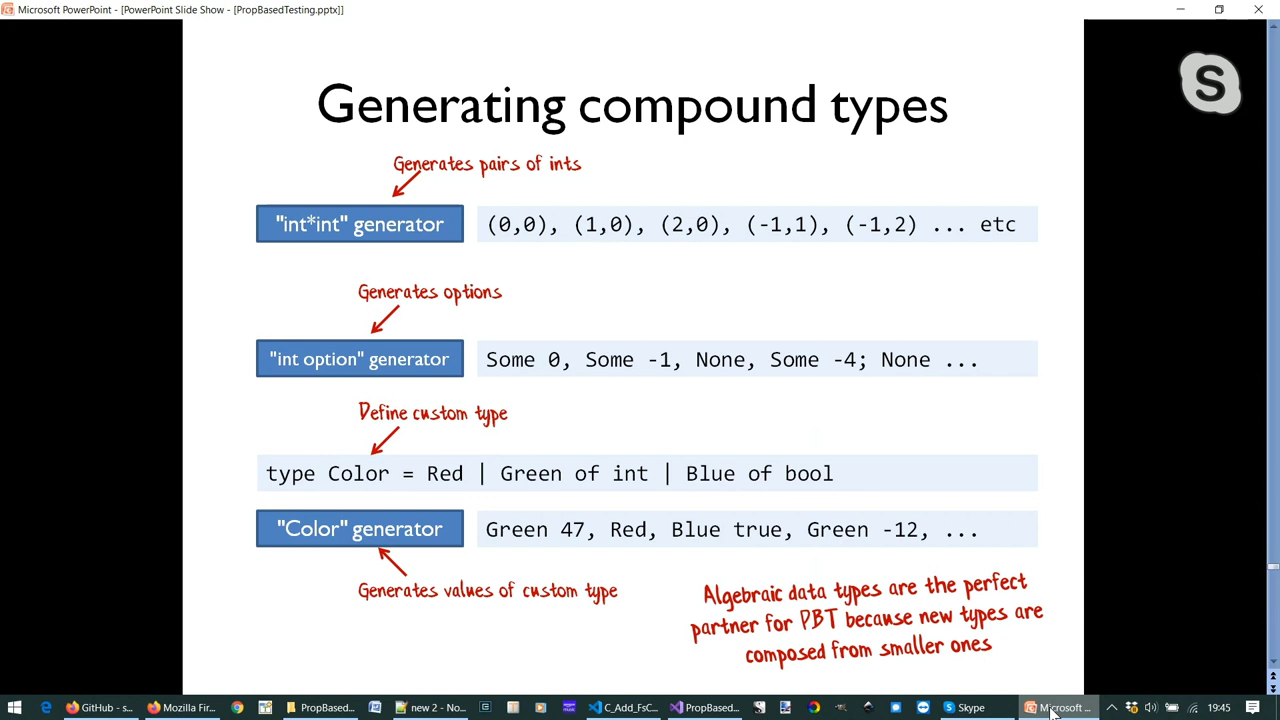 Microsoft PowerPoint - [PowerPoint Slide Show - [PropBasedTesting.pptx]]
S
Generating compound types
Generates pairs of ints
"int*int" generator
(0,0), (1,0), (2,0), (-1,1), (-1,2) ... etc
Generates options
"int option" generator
Some 0, Some -1, None, Some -4; None ...
Define custom type
type Color = Red | Green of int | Blue of bool
"Color" generator
Green 47, Red, Blue true, Green -12, ...
Generates values of custom type
Algebraic data types are the perfect
partner for PBT because new types are
composed from smaller ones
GitHub - s...
Mozilla Fir...
PropBased...
new 2 - No...
C_Add_FsC...
PropBased...
Skype
Microsoft ...
19:45